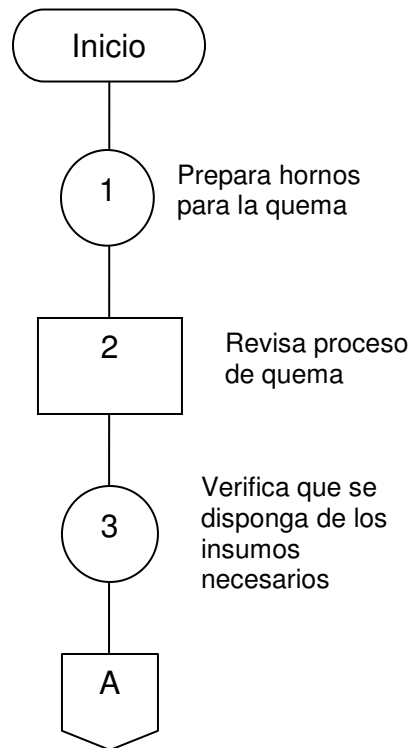 Inicio
1
Prepara hornos
para la quema
2
Revisa proceso
de quema
3
Verifica que se
disponga de los
insumos
necesarios
A